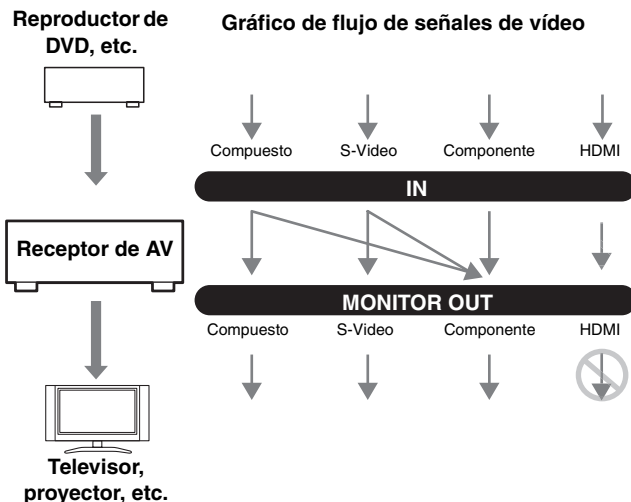 Reproductor de
DVD, etc.
Gráfico de flujo de señales de vídeo
Compuesto S-Video Componente HDMI
IN
Receptor de AV
MONITOR OUT
Compuesto S-Video Componente HDMI
Televisor,
proyector, etc.